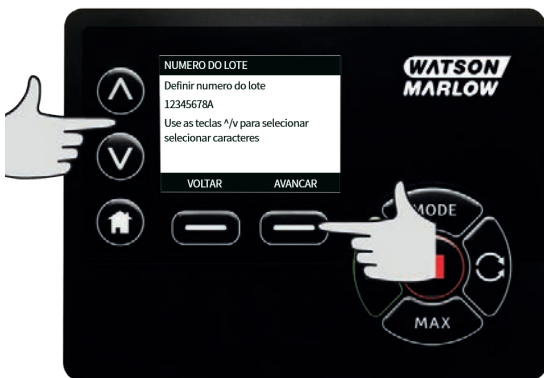 NUMERO DO LOTE
Definir numero do lote
12345678A
Use as teclas ^/v para selecionar
selecionar caracteres
VOLTAR AVANCAR
WATSON
MARLOW
MODE
MAX